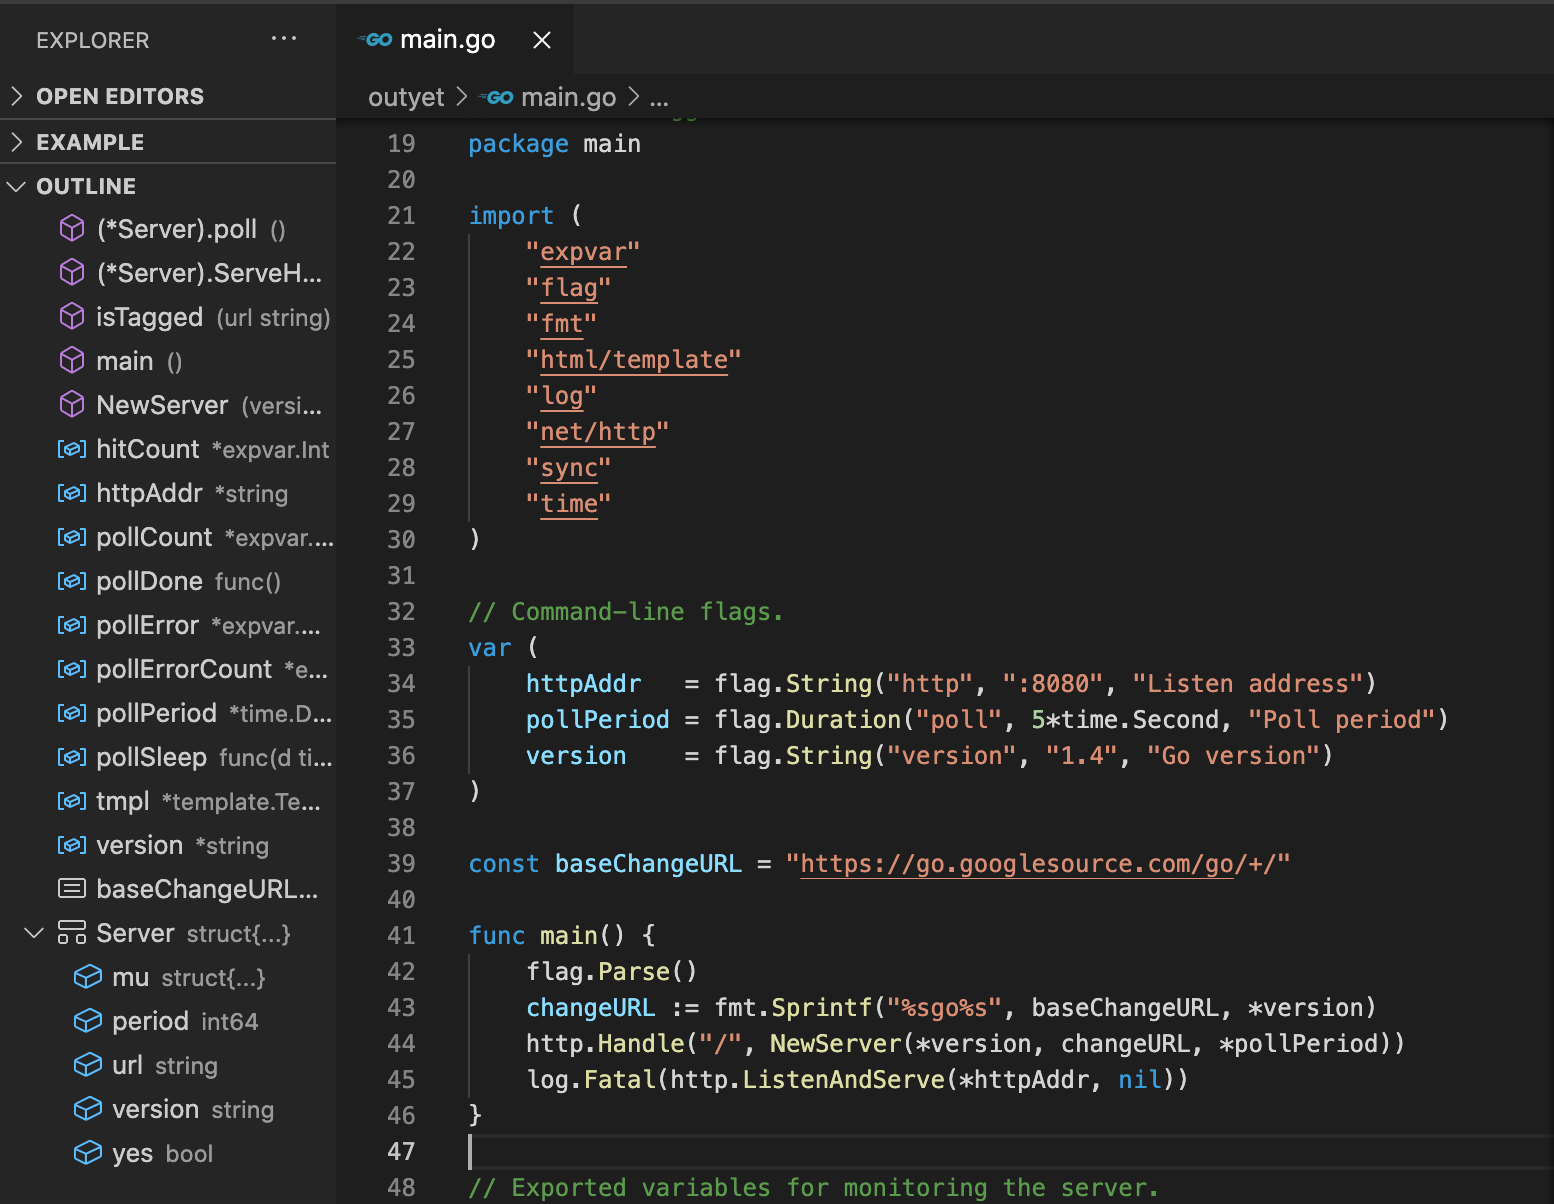 EXPLORER ...
OPEN EDITORS
EXAMPLE
OUTLINE
(*Server).poll ()
(*Server).ServeH...
isTagged (url string)
main ()
NewServer (versi...
hitCount *expvar.Int
httpAddr *string
pollCount *expvar....
pollDone func()
pollError *expvar....
pollErrorCount *e...
pollPeriod *time.D...
pollSleep func(d ti...
tmpl *template.Te...
version *string
baseChangeURL...
Server struct{...}
mu struct{...}
period int64
url string
version string
yes bool
GO main.go
outyet > GO main.go > ...
19 package main
20
21 import (
22     "expvar"
23     "flag"
24     "fmt"
25     "html/template"
26     "log"
27     "net/http"
28     "sync"
29     "time"
30 )
31
32 // Command-line flags.
33 var (
34     httpAddr   = flag.String("http", ":8080", "Listen address")
35     pollPeriod = flag.Duration("poll", 5*time.Second, "Poll period")
36     version    = flag.String("version", "1.4", "Go version")
37 )
38
39 const baseChangeURL = "https://go.googlesource.com/go/+/"
40
41 func main() {
42     flag.Parse()
43     changeURL := fmt.Sprintf("%sgo%s", baseChangeURL, *version)
44     http.Handle("/", NewServer(*version, changeURL, *pollPeriod))
45     log.Fatal(http.ListenAndServe(*httpAddr, nil))
46 }
47
48 // Exported variables for monitoring the server.